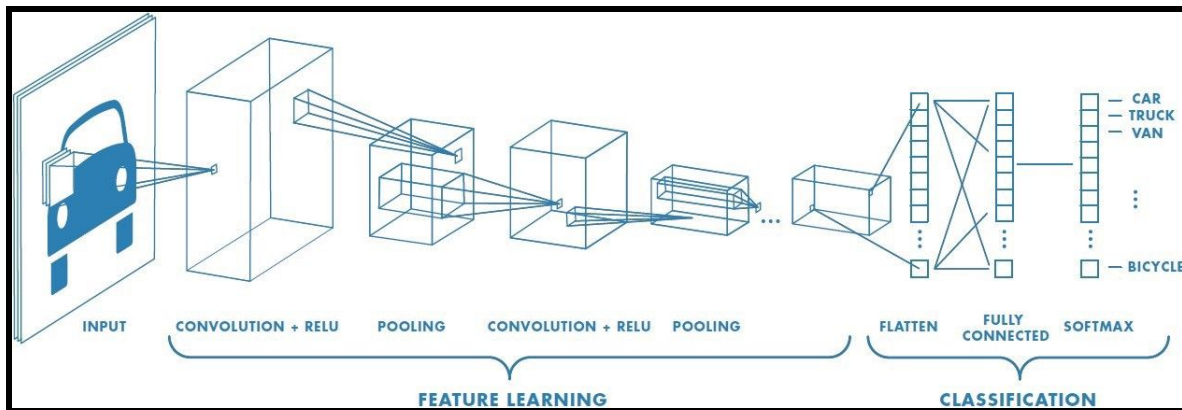 CAR
TRUCK
VAN
BICYCLE
INPUT
CONVOLUTION + RELU
POOLING
CONVOLUTION + RELU
POOLING
FLATTEN
FULLY
CONNECTED
SOFTMAX
FEATURE LEARNING
CLASSIFICATION